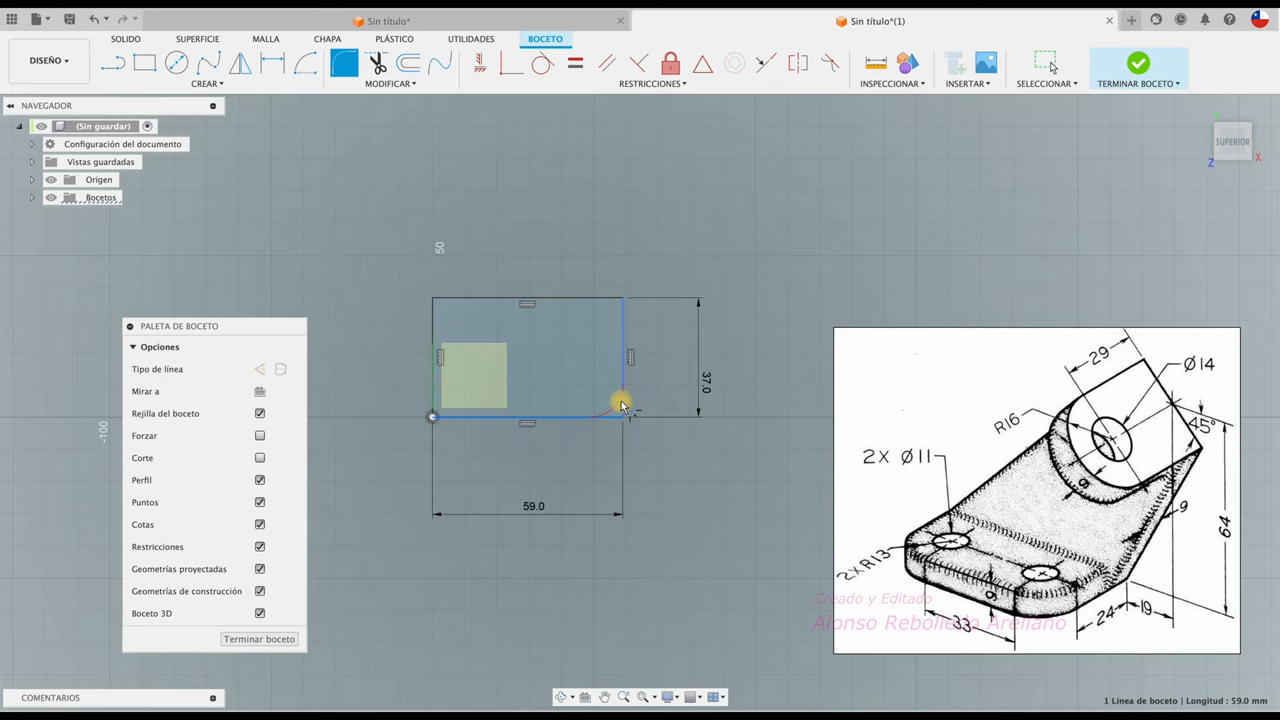 Sin título*
Sin título*(1)
DISEÑO
SOLIDO
SUPERFICIE
MALLA
CHAPA
PLÁSTICO
UTILIDADES
BOCETO
CREAR
MODIFICAR
RESTRICCIONES
INSPECCIONAR
INSERTAR
SELECCIONAR
TERMINAR BOCETO
NAVEGADOR
(Sin guardar)
Configuración del documento
Vistas guardadas
Origen
Bocetos
SUPERIOR
X
Y
Z
50
-100
37.0
59.0
PALETA DE BOCETO
Opciones
Tipo de línea
Mirar a
Rejilla del boceto
Forzar
Corte
Perfil
Puntos
Cotas
Restricciones
Geometrías proyectadas
Geometrías de construcción
Boceto 3D
Terminar boceto
29
Ø14
R16
45°
2X Ø11
9
9
64
2XR13
9
33
24
19
Creado y Editado
Alonso Rebolledo Arellano
COMENTARIOS
1 Línea de boceto | Longitud : 59.0 mm